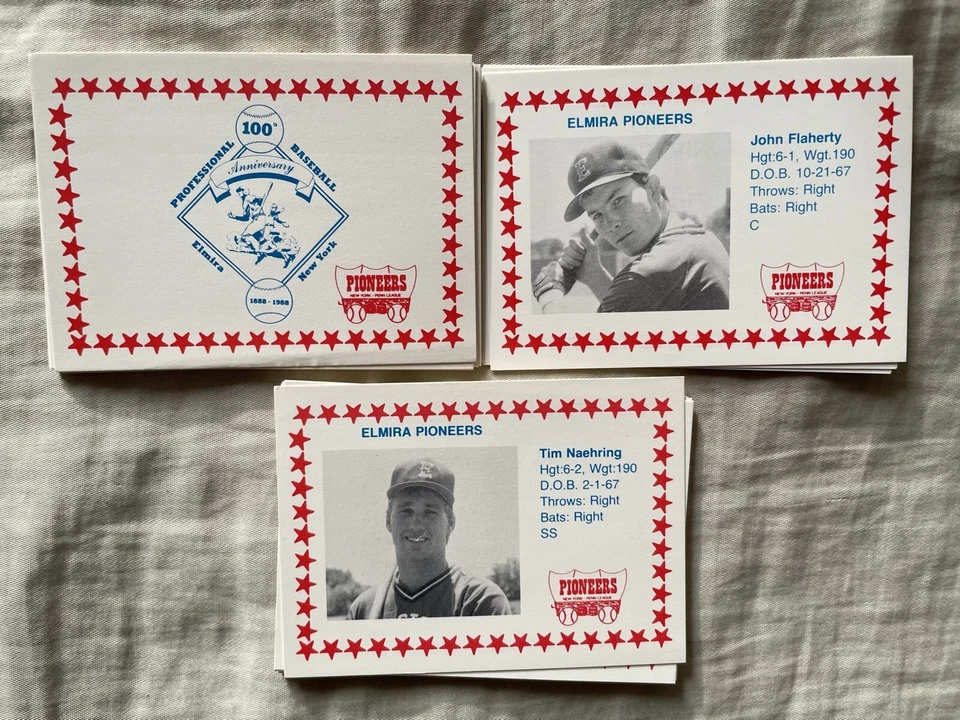 100th
Anniversary
PROFESSIONAL BASEBALL
Elmira New York
1888 - 1988
PIONEERS
NEW YORK - PENN LEAGUE
ELMIRA PIONEERS
E
John Flaherty
Hgt:6-1, Wgt.190
D.O.B. 10-21-67
Throws: Right
Bats: Right
C
PIONEERS
NEW YORK - PENN LEAGUE
ELMIRA PIONEERS
E
Tim Naehring
Hgt:6-2, Wgt:190
D.O.B. 2-1-67
Throws: Right
Bats: Right
SS
PIONEERS
NEW YORK - PENN LEAGUE